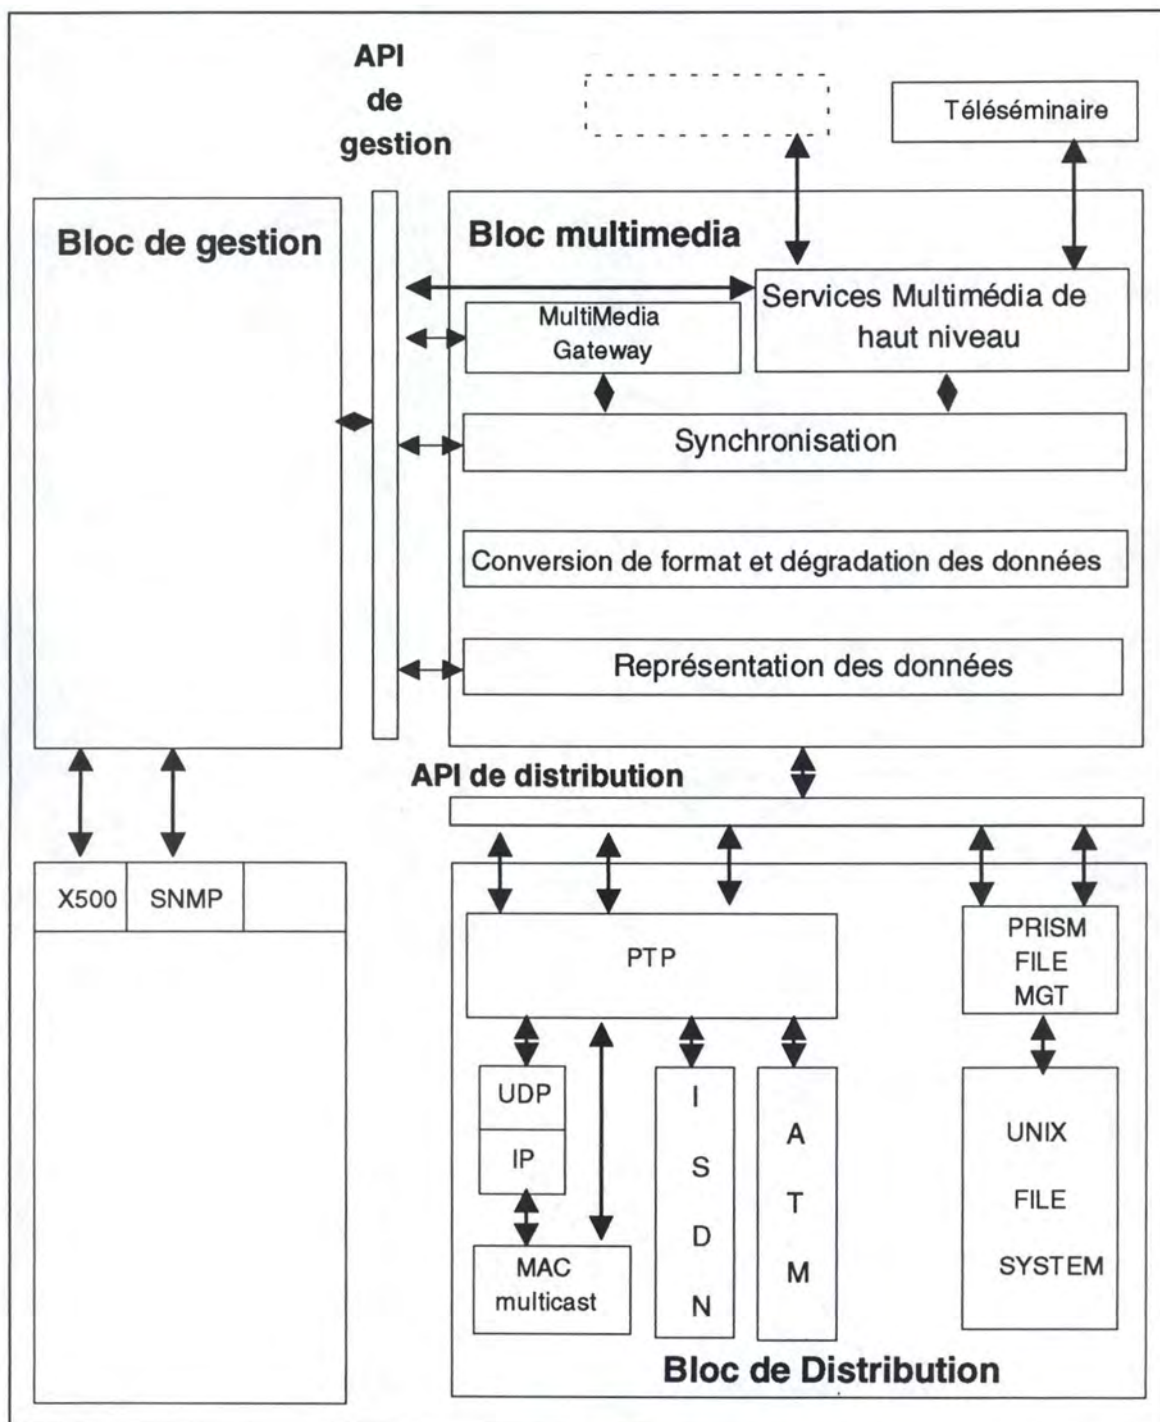 API
de
gestion
Téléséminaire
Bloc de gestion
Bloc multimedia
Services Multimédia de
haut niveau
MultiMedia
Gateway
Synchronisation
Conversion de format et dégradation des données
Représentation des données
API de distribution
X500
SNMP
PTP
PRISM
FILE
MGT
UDP
IP
MAC
multicast
I
S
D
N
A
T
M
UNIX
FILE
SYSTEM
Bloc de Distribution